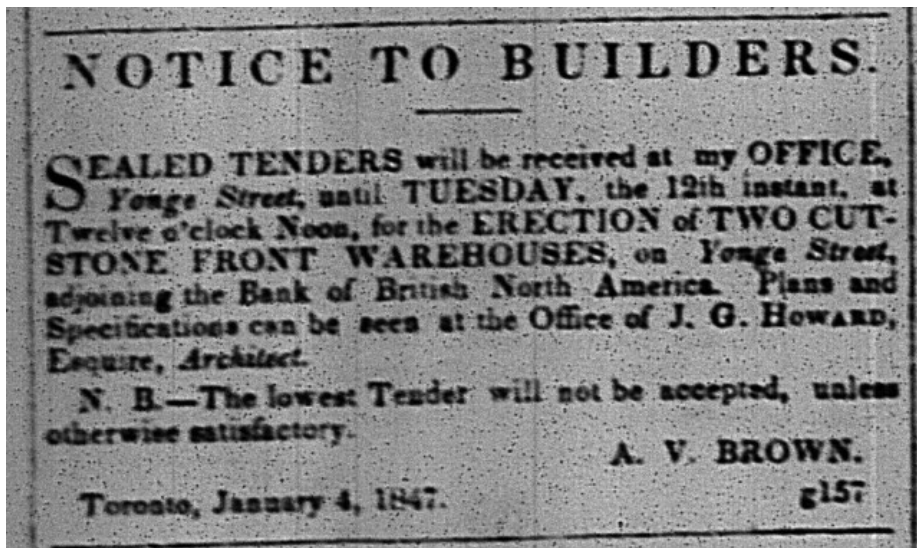 NOTICE TO BUILDERS.
SEALED TENDERS will be received at my OFFICE,
Yonge Street, until TUESDAY, the 12th instant, at
Twelve o'clock Noon, for the ERECTION of TWO CUT-
STONE FRONT WAREHOUSES, on Yonge Street,
adjoining the Bank of British North America. Plans and
Specifications can be seen at the Office of J. G. HOWARD,
Esquire, Architect.
N. B.—The lowest Tender will not be accepted, unless
otherwise satisfactory.
A. V. BROWN.
Toronto, January 4, 1847.
g157